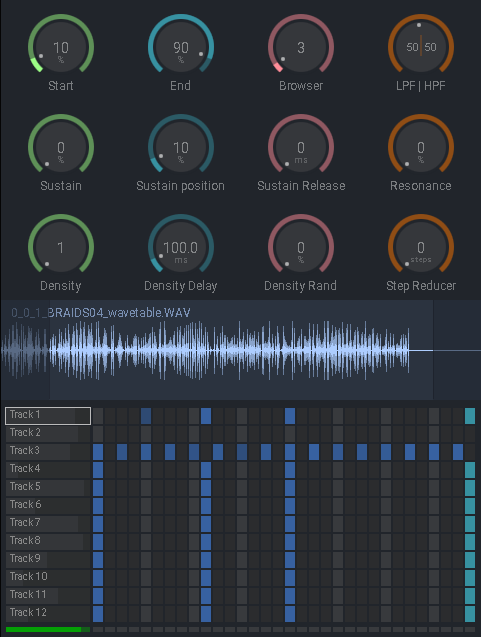 10 90 3 50 50
% %
Start End Browser LPF | HPF
0 10 0 0
% % ms %
Sustain Sustain position Sustain Release Resonance
1 100.0 0 0
ms % steps
Density Density Delay Density Rand Step Reducer
0_0_1_BRAIDS04_wavetable.WAV
Track 1
Track 2
Track 3
Track 4
Track 5
Track 6
Track 7
Track 8
Track 9
Track 10
Track 11
Track 12